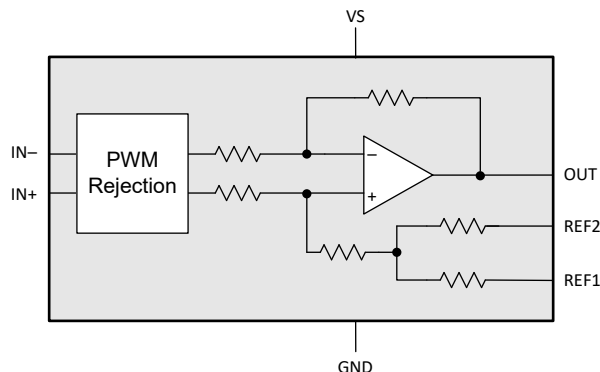 VS
IN–
IN+
PWM
Rejection
–
+
OUT
REF2
REF1
GND